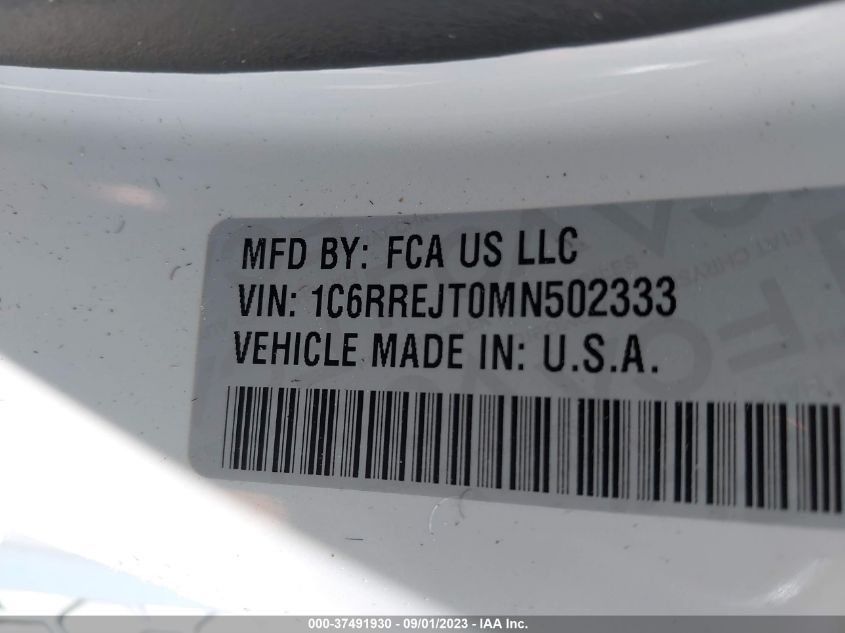 MFD BY: FCA US LLC
VIN: 1C6RREJT0MN502333
VEHICLE MADE IN: U.S.A.
000-37491930 - 09/01/2023 - IAA Inc.